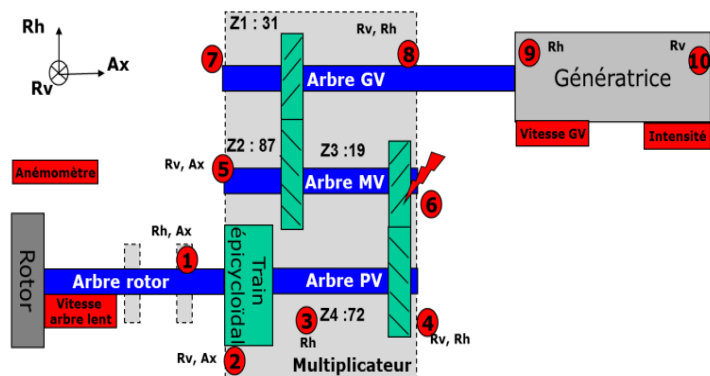 Z1 : 31
Rh
Rv, Rh
Rv
7
8
9
Rh
10
Ax
Arbre GV
Génératrice
Rv
Vitesse GV
Intensité
Z2 : 87
Z3 :19
Rv, Ax
5
Anémomètre
Arbre MV
6
Rh, Ax
1
Rotor
Arbre rotor
Train
épicycloïdal
Arbre PV
Vitesse
arbre lent
3
Z4 :72
4
Rh
Rv, Rh
Rv, Ax
2
Multiplicateur